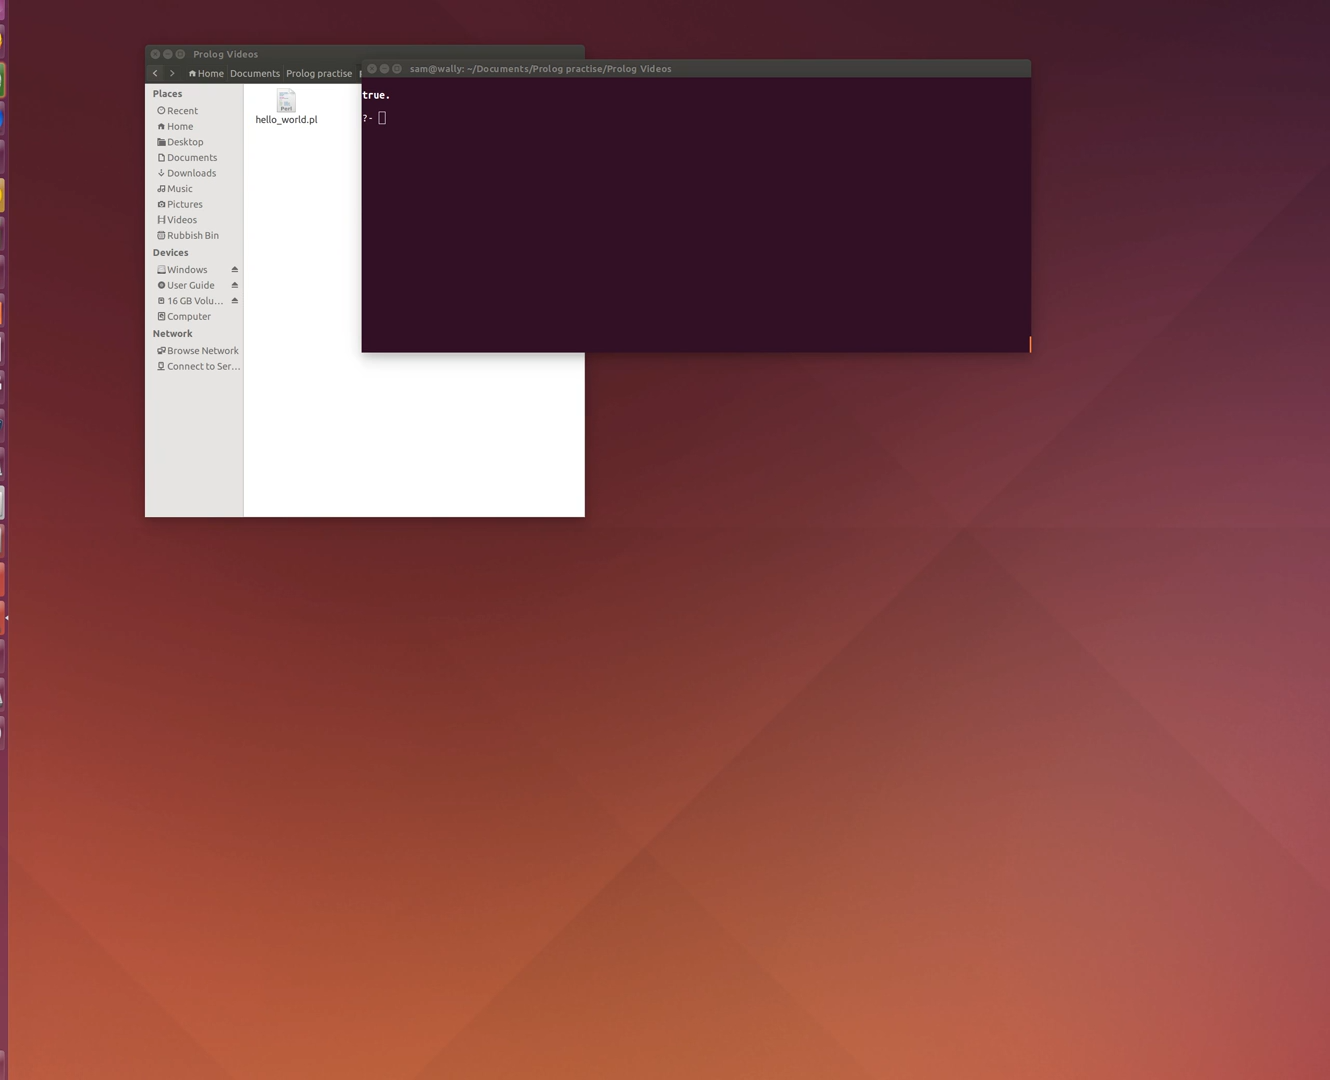 Prolog Videos
Home Documents Prolog practise
Places
Recent
Home
Desktop
Documents
Downloads
Music
Pictures
Videos
Rubbish Bin
Devices
Windows
User Guide
16 GB Volu...
Computer
Network
Browse Network
Connect to Ser...
Perl
hello_world.pl
sam@wally: ~/Documents/Prolog practise/Prolog Videos
true.
?-